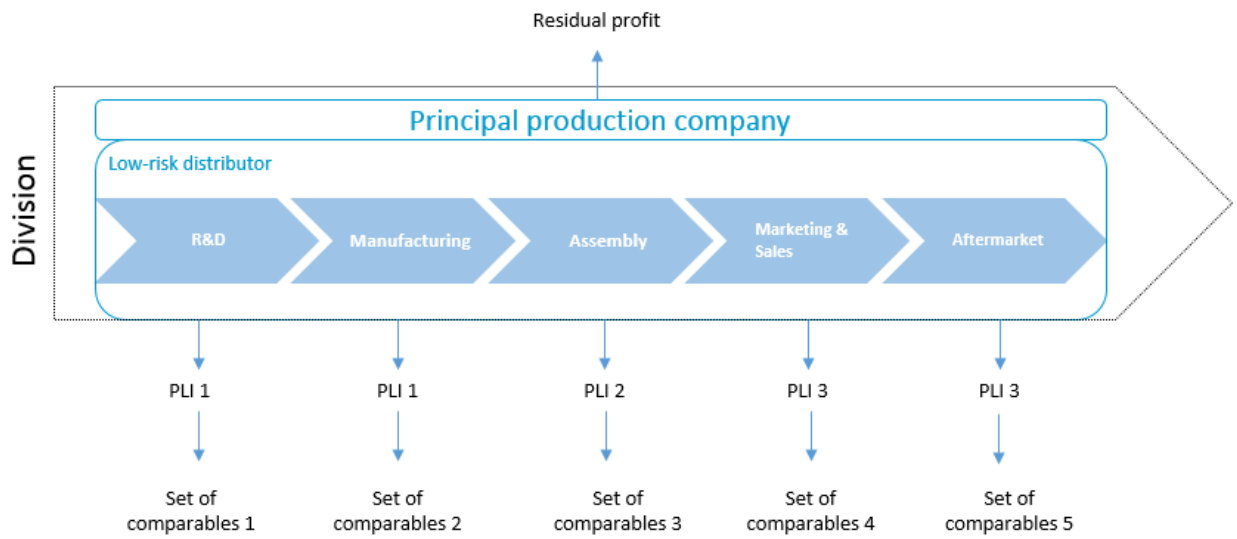 Residual profit
Division
Principal production company
Low-risk distributor
R&D
Manufacturing
Assembly
Marketing &
Sales
Aftermarket
PLI 1
PLI 1
PLI 2
PLI 3
PLI 3
Set of
comparables 1
Set of
comparables 2
Set of
comparables 3
Set of
comparables 4
Set of
comparables 5